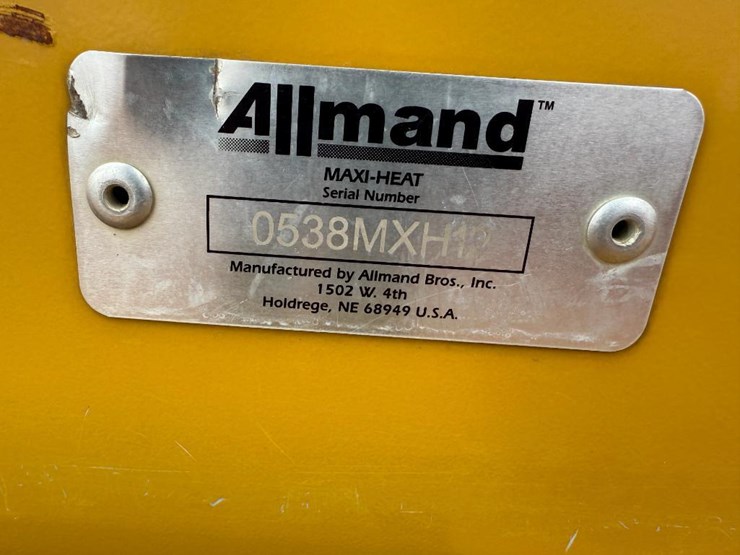 Allmand™
MAXI-HEAT
Serial Number
0538MXH12
Manufactured by Allmand Bros., Inc.
1502 W. 4th
Holdrege, NE 68949 U.S.A.